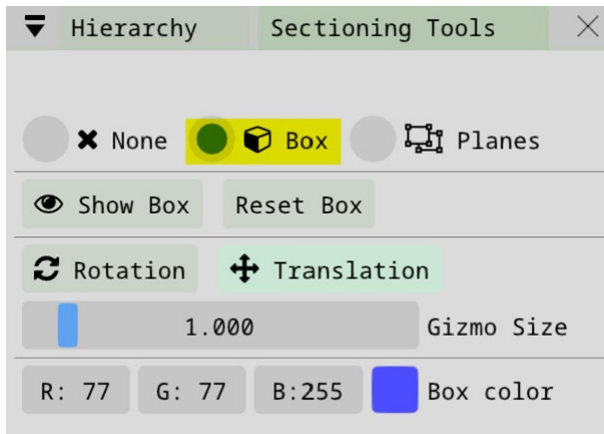 Hierarchy Sectioning Tools
None Box Planes
Show Box Reset Box
Rotation Translation
1.000 Gizmo Size
R: 77 G: 77 B:255 Box color